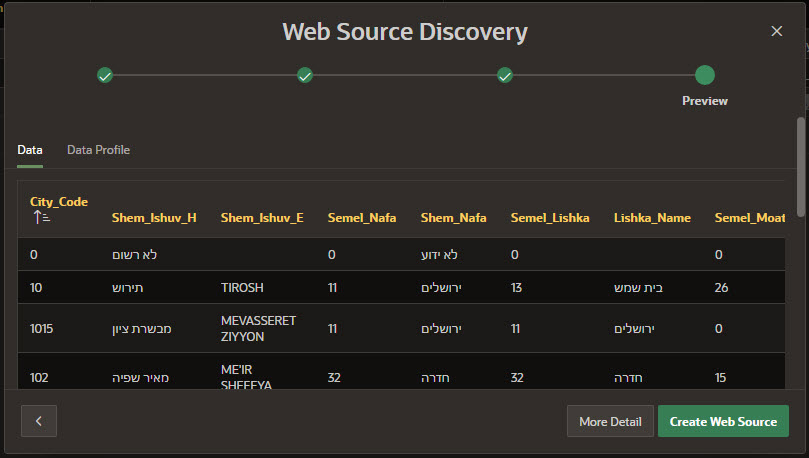 Web Source Discovery
Preview
Data Data Profile
City_Code Shem_Ishuv_H Shem_Ishuv_E Semel_Nafa Shem_Nafa Semel_Lishka Lishka_Name Semel_Moat
0 לא רשום 0 לא ידוע 0 0
10 תירוש TIROSH 11 ירושלים 13 בית שמש 26
1015 מבשרת ציון MEVASSERET ZIYYON 11 ירושלים 11 ירושלים 0
102 מאיר שפיה ME'IR SHEFEYA 32 חדרה 32 חדרה 15
More Detail Create Web Source